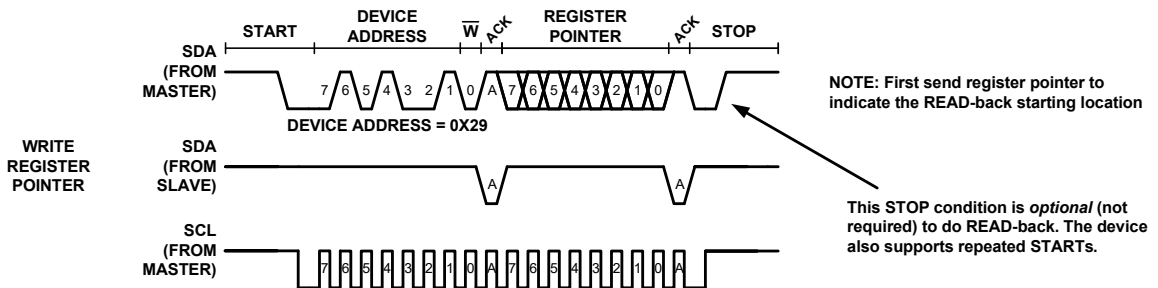 START
DEVICE
ADDRESS
W
ACK
REGISTER
POINTER
ACK
STOP
SDA
(FROM
MASTER)
7 6 5 4 3 2 1 0 A 7 6 5 4 3 2 1 0
DEVICE ADDRESS = 0X29
NOTE: First send register pointer to
indicate the READ-back starting location
WRITE
REGISTER
POINTER
SDA
(FROM
SLAVE)
A A
This STOP condition is optional (not
required) to do READ-back. The device
also supports repeated STARTs.
SCL
(FROM
MASTER)
7 6 5 4 3 2 1 0 A 7 6 5 4 3 2 1 0 A